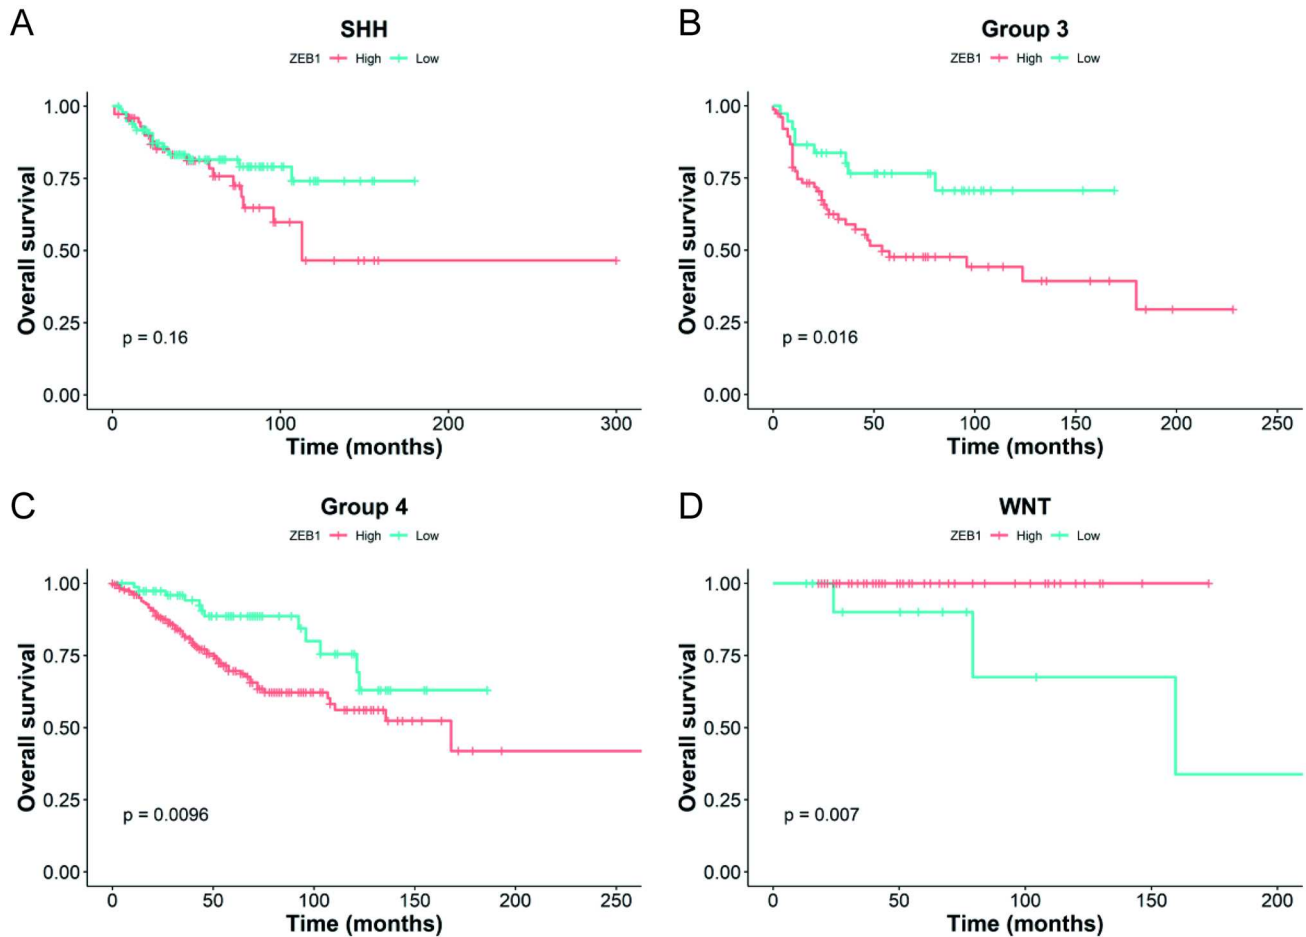 A
SHH
ZEB1 High Low
Overall survival
1.00
0.75
0.50
0.25
0.00
p = 0.16
0 100 200 300
Time (months)
B
Group 3
ZEB1 High Low
Overall survival
1.00
0.75
0.50
0.25
0.00
p = 0.016
0 50 100 150 200 250
Time (months)
C
Group 4
ZEB1 High Low
Overall survival
1.00
0.75
0.50
0.25
0.00
p = 0.0096
0 50 100 150 200 250
Time (months)
D
WNT
ZEB1 High Low
Overall survival
1.00
0.75
0.50
0.25
0.00
p = 0.007
0 50 100 150 200
Time (months)